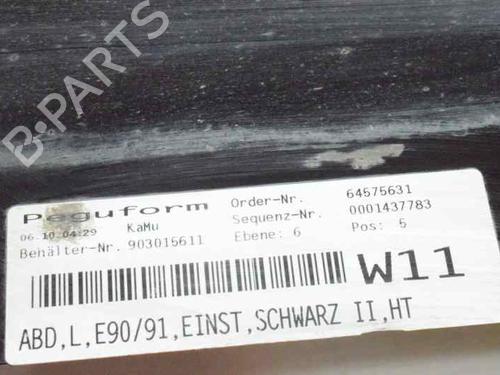 B-PARTS
Peguform
Order-Nr. 64575631
06.10.04:29 KaMu
Sequenz-Nr. 0001437783
Behälter-Nr. 903015611
Ebene: 6 Pos: 5
W11
ABD,L,E90/91,EINST,SCHWARZ II,HT